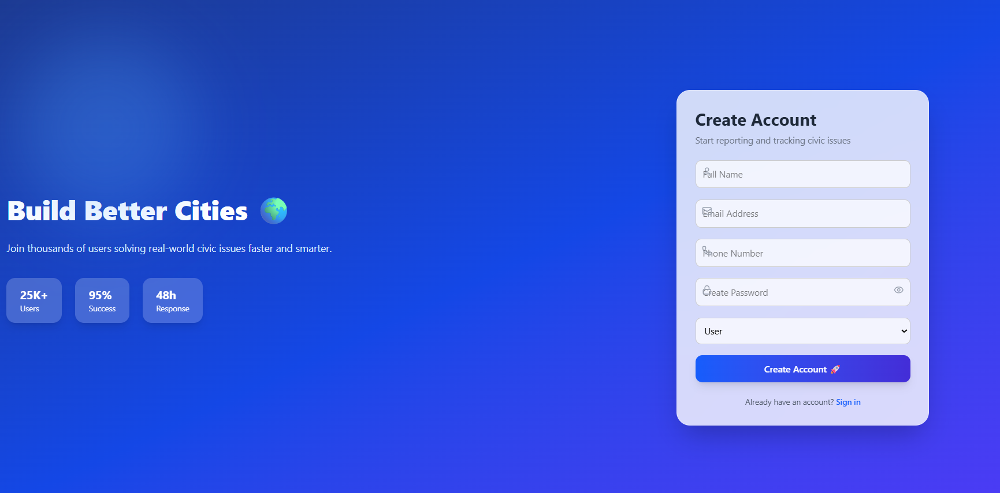 Build Better Cities 🌍
Join thousands of users solving real-world civic issues faster and smarter.
25K+
Users
95%
Success
48h
Response
Create Account
Start reporting and tracking civic issues
Full Name
Email Address
Phone Number
Create Password
User
Create Account 🚀
Already have an account? Sign in